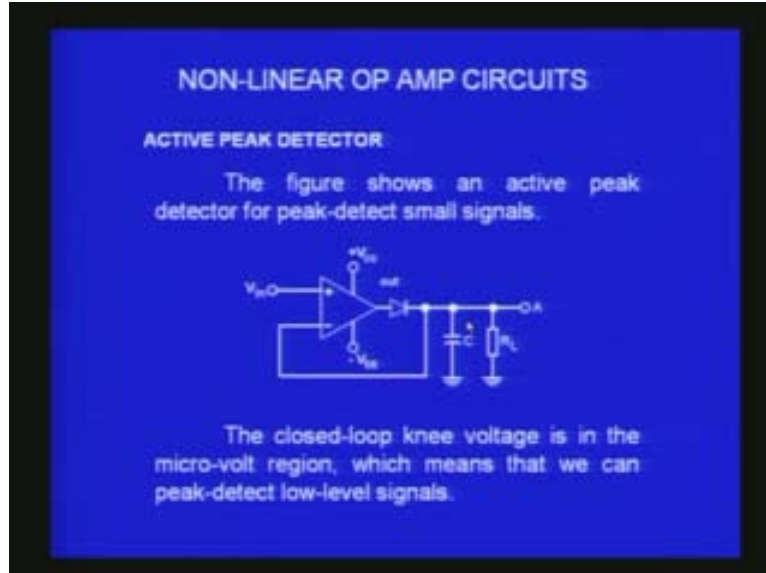 NON-LINEAR OP AMP CIRCUITS
ACTIVE PEAK DETECTOR
The figure shows an active peak
detector for peak-detect small signals.
out
Vin
+
-
A
C
RL
The closed-loop knee voltage is in the
micro-volt region, which means that we can
peak-detect low-level signals.